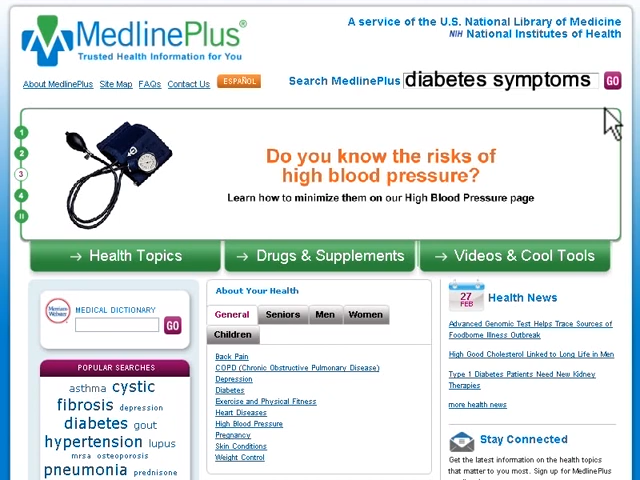 MedlinePlus®
Trusted Health Information for You
A service of the U.S. National Library of Medicine
NIH National Institutes of Health
About MedlinePlus Site Map FAQs Contact Us ESPAÑOL
Search MedlinePlus diabetes symptoms GO
1
2
3
4
Do you know the risks of
high blood pressure?
Learn how to minimize them on our High Blood Pressure page
→ Health Topics → Drugs & Supplements → Videos & Cool Tools
Merriam
Webster
MEDICAL DICTIONARY
GO
POPULAR SEARCHES
asthma cystic
fibrosis depression
diabetes gout
hypertension lupus
mrsa osteoporosis
pneumonia prednisone
About Your Health
General Seniors Men Women
Children
Back Pain
COPD (Chronic Obstructive Pulmonary Disease)
Depression
Diabetes
Exercise and Physical Fitness
Heart Diseases
High Blood Pressure
Pregnancy
Skin Conditions
Weight Control
27
FEB
Health News
Advanced Genomic Test Helps Trace Sources of
Foodborne Illness Outbreak
High Good Cholesterol Linked to Long Life in Men
Type 1 Diabetes Patients Need New Kidney
Therapies
more health news
Stay Connected
Get the latest information on the health topics
that matter to you most. Sign up for MedlinePlus